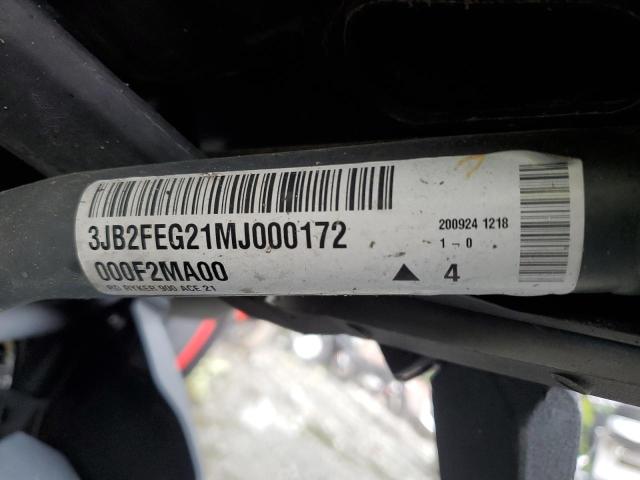 3JB2FEG21MJ000172
000F2MA00
RD RYKER 900 ACE 21
200924 1218
1-0
▲ 4